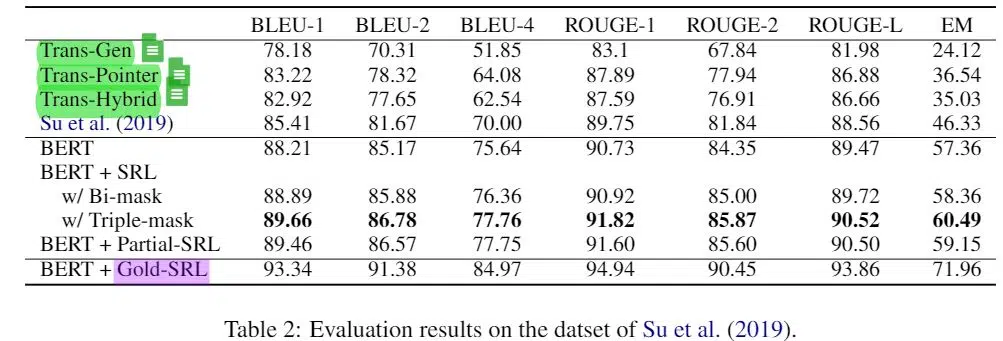 BLEU-1 BLEU-2 BLEU-4 ROUGE-1 ROUGE-2 ROUGE-L EM
Trans-Gen 78.18 70.31 51.85 83.1 67.84 81.98 24.12
Trans-Pointer 83.22 78.32 64.08 87.89 77.94 86.88 36.54
Trans-Hybrid 82.92 77.65 62.54 87.59 76.91 86.66 35.03
Su et al. (2019) 85.41 81.67 70.00 89.75 81.84 88.56 46.33
BERT 88.21 85.17 75.64 90.73 84.35 89.47 57.36
BERT + SRL
w/ Bi-mask 88.89 85.88 76.36 90.92 85.00 89.72 58.36
w/ Triple-mask 89.66 86.78 77.76 91.82 85.87 90.52 60.49
BERT + Partial-SRL 89.46 86.57 77.75 91.60 85.60 90.50 59.15
BERT + Gold-SRL 93.34 91.38 84.97 94.94 90.45 93.86 71.96
Table 2: Evaluation results on the datset of Su et al. (2019).